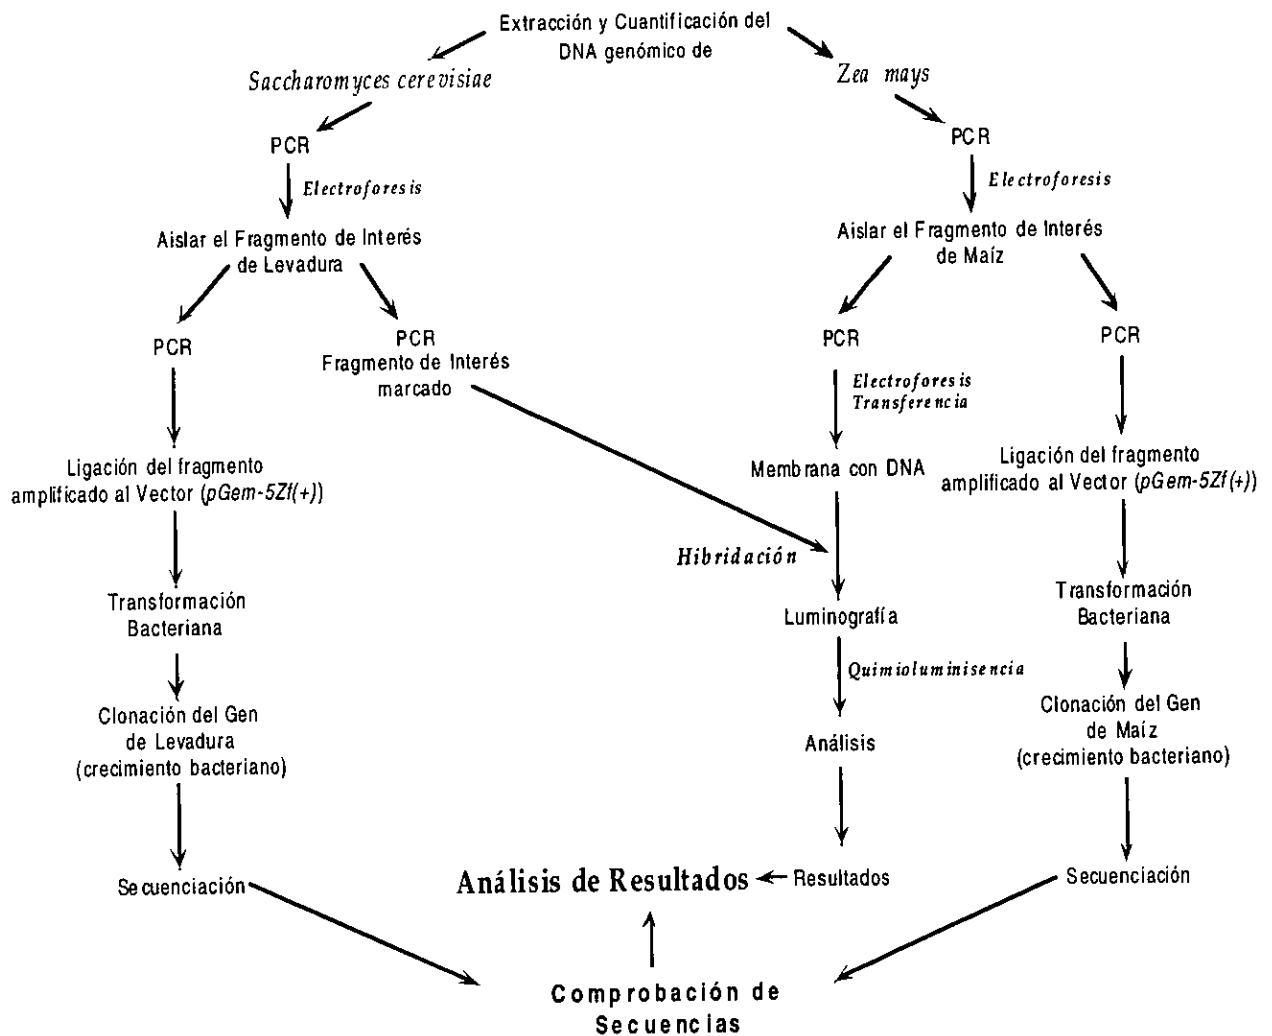 Extracción y Cuantificación del
DNA genómico de
Saccharomyces cerevisiae
Zea mays
PCR
PCR
Electroforesis
Electroforesis
Aislar el Fragmento de Interés
de Levadura
Aislar el Fragmento de Interés
de Maíz
PCR
PCR
Fragmento de Interés
marcado
PCR
PCR
Electroforesis
Transferencia
Ligación del fragmento
amplificado al Vector (pGem-5Zf(+))
Membrana con DNA
Ligación del fragmento
amplificado al Vector (pGem-5Zf(+))
Hibridación
Transformación
Bacteriana
Luminografía
Transformación
Bacteriana
Quimioluminisencia
Clonación del Gen
de Levadura
(crecimiento bacteriano)
Análisis
Clonación del Gen
de Maíz
(crecimiento bacteriano)
Secuenciación
Análisis de Resultados
Resultados
Secuenciación
Comprobación de
Secuencias